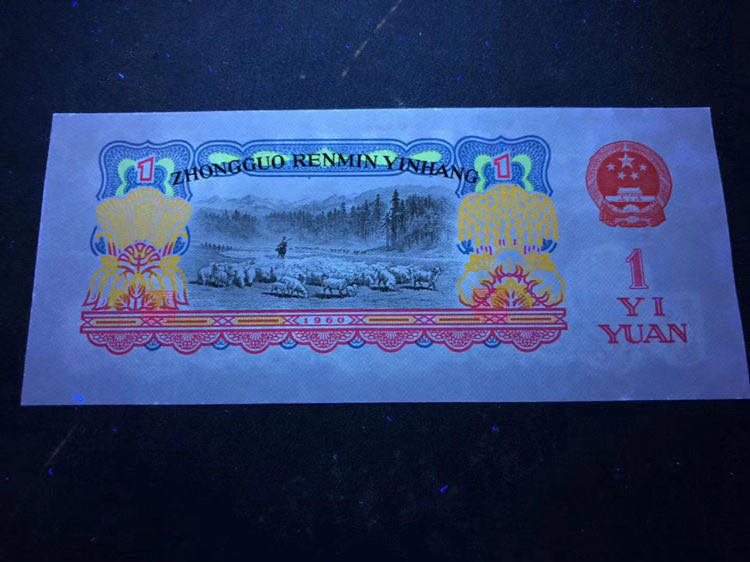 1
ZHONGGUO RENMIN YINHANG
1
1960
1
YI
YUAN